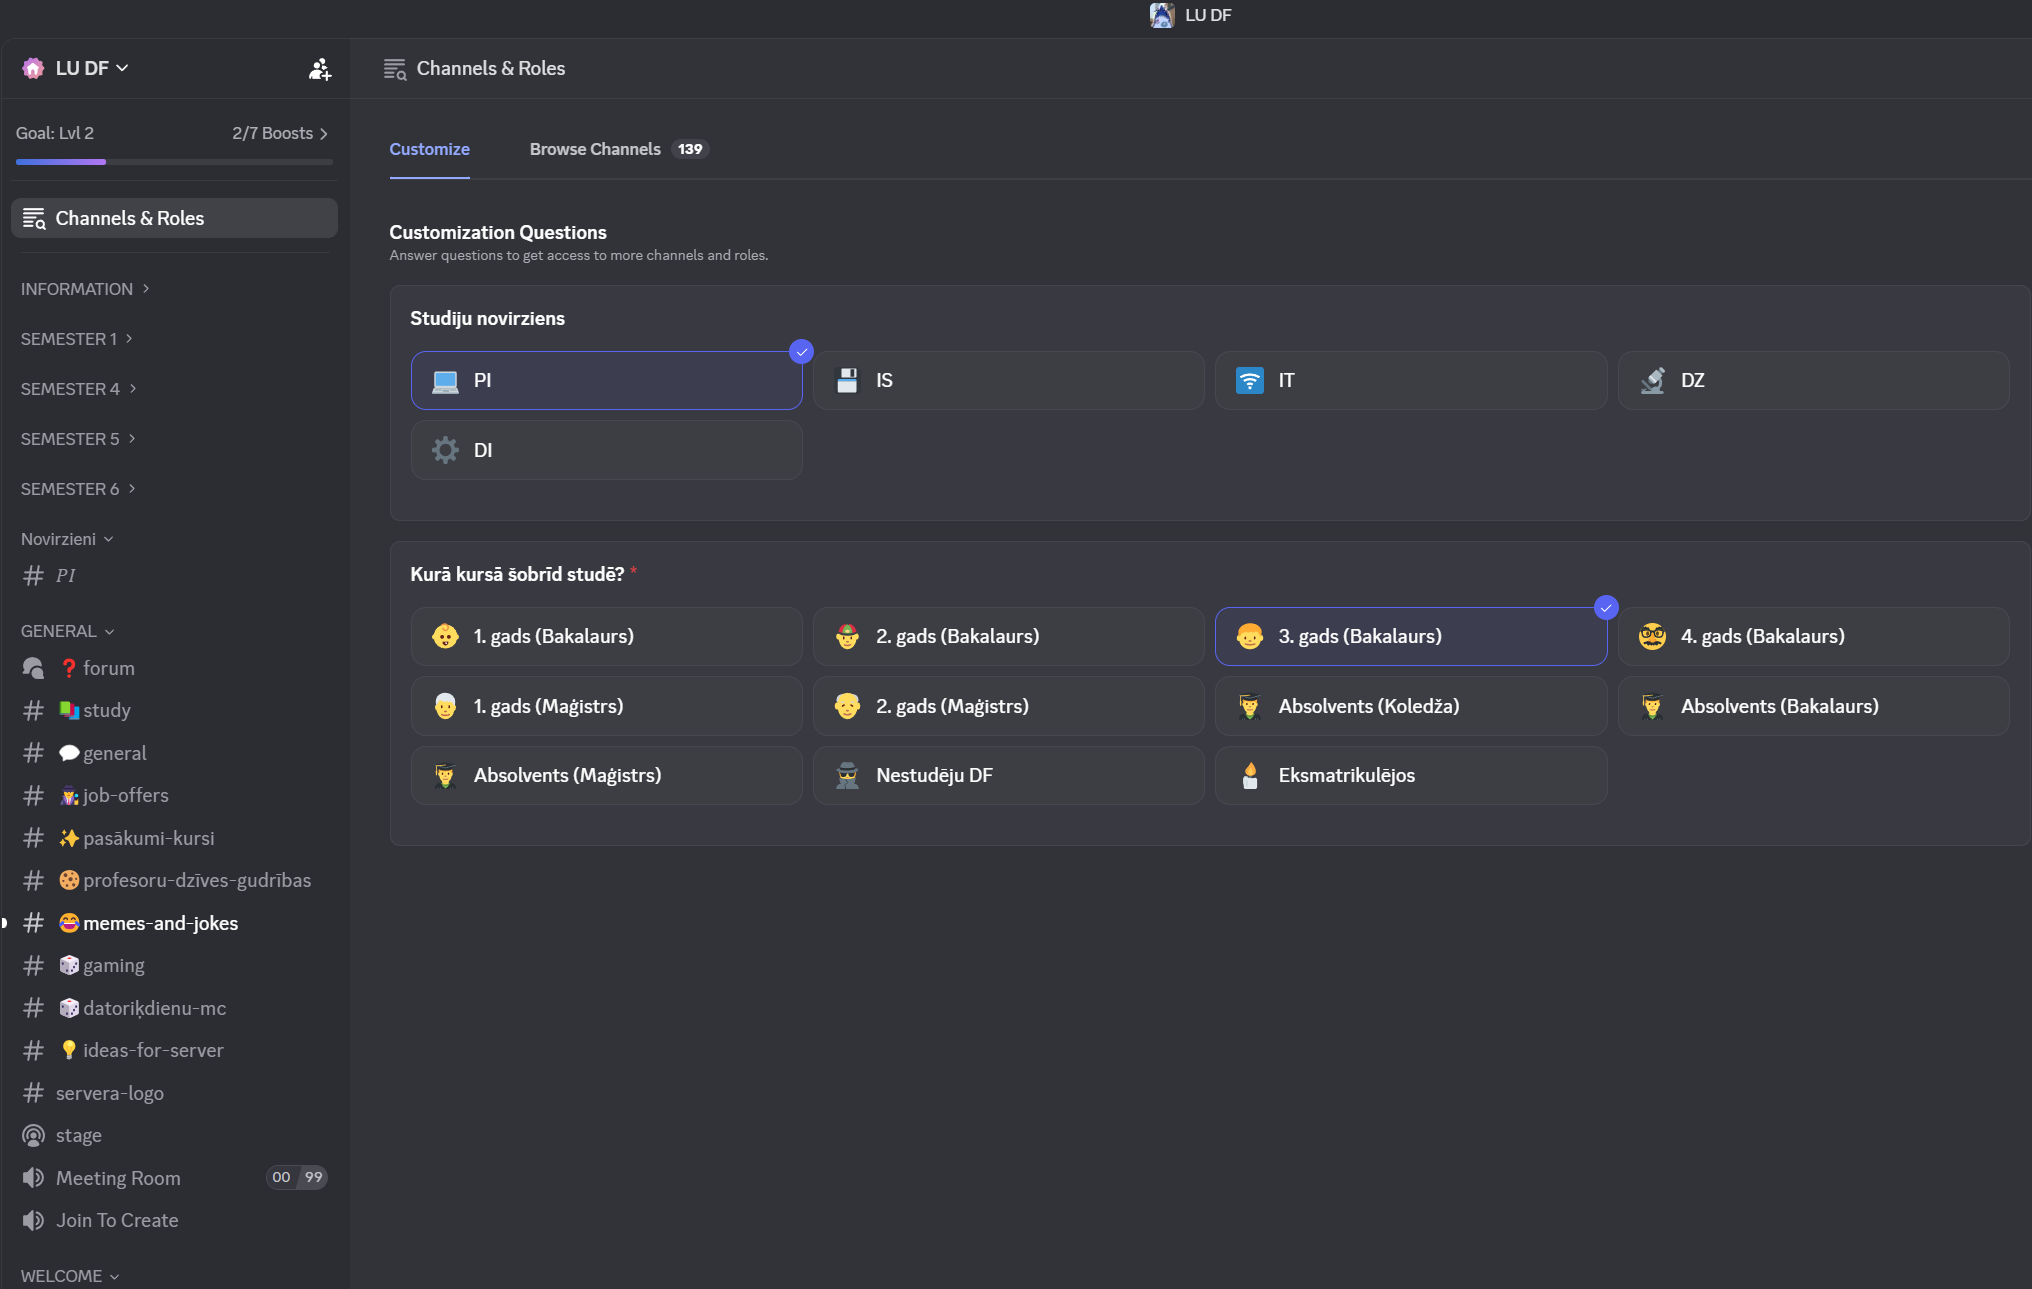 LU DF
LU DF
Channels & Roles
Goal: Lvl 2
2/7 Boosts
Channels & Roles
INFORMATION
SEMESTER 1
SEMESTER 4
SEMESTER 5
SEMESTER 6
Novirzieni
PI
GENERAL
❓ forum
study
general
job-offers
pasākumi-kursi
profesoru-dzīves-gudrības
memes-and-jokes
gaming
datoriķdienu-mc
ideas-for-server
servera-logo
stage
Meeting Room 00 99
Join To Create
WELCOME
Customize
Browse Channels 139
Customization Questions
Answer questions to get access to more channels and roles.
Studiju novirziens
PI
IS
IT
DZ
DI
Kurā kursā šobrīd studē? *
1. gads (Bakalaurs)
2. gads (Bakalaurs)
3. gads (Bakalaurs)
4. gads (Bakalaurs)
1. gads (Maģistrs)
2. gads (Maģistrs)
Absolvents (Koledža)
Absolvents (Bakalaurs)
Absolvents (Maģistrs)
Nestudēju DF
Eksmatrikulējos